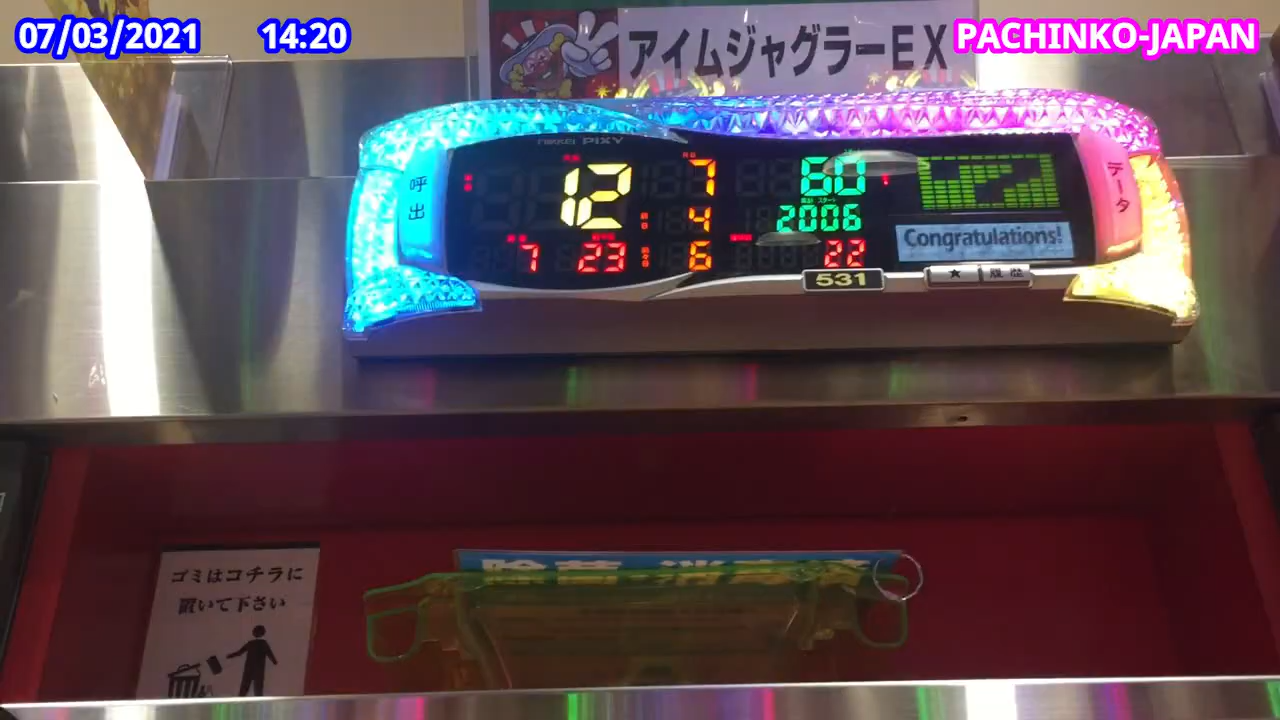 07/03/2021 14:20
PACHINKO-JAPAN
アイムジャグラーEX
PIXY
呼出
12 7 60
4 2006
7 23 6 22
データ
Congratulations!
531
★ 履歴
ゴミはコチラに
置いて下さい